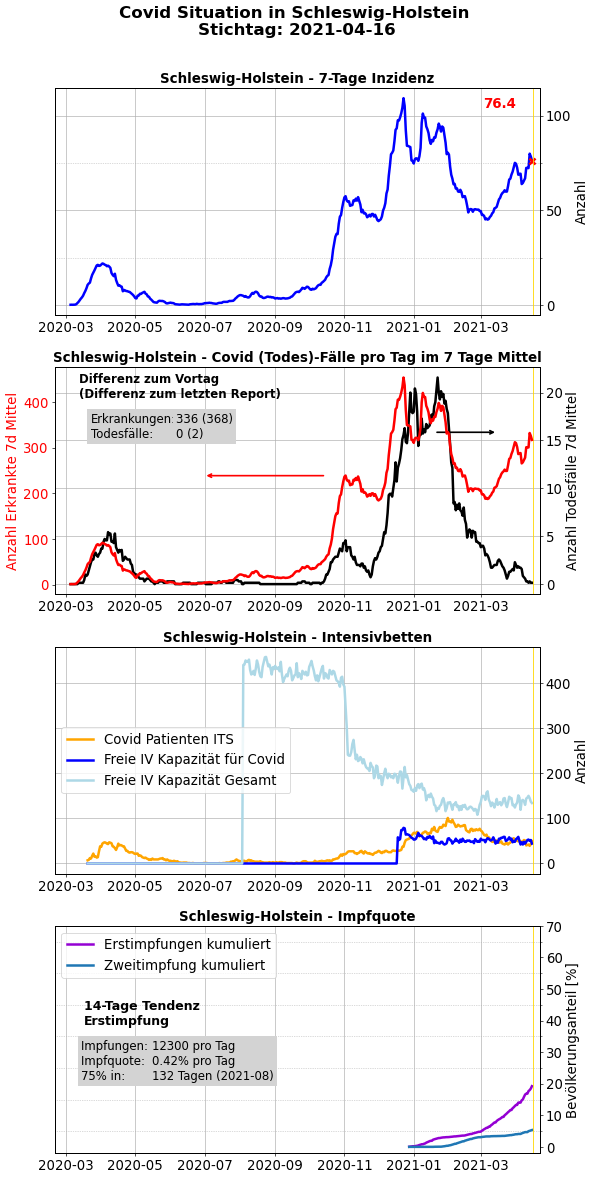 Covid Situation in Schleswig-Holstein
Stichtag: 2021-04-16
Schleswig-Holstein - 7-Tage Inzidenz
76.4
100
50
0
Anzahl
2020-03 2020-05 2020-07 2020-09 2020-11 2021-01 2021-03
Schleswig-Holstein - Covid (Todes)-Fälle pro Tag im 7 Tage Mittel
Differenz zum Vortag
(Differenz zum letzten Report)
Erkrankungen: 336 (368)
Todesfälle: 0 (2)
Anzahl Erkrankte 7d Mittel
400
300
200
100
0
20
15
10
5
0
Anzahl Todesfälle 7d Mittel
2020-03 2020-05 2020-07 2020-09 2020-11 2021-01 2021-03
Schleswig-Holstein - Intensivbetten
Covid Patienten ITS
Freie IV Kapazität für Covid
Freie IV Kapazität Gesamt
400
300
200
100
0
Anzahl
2020-03 2020-05 2020-07 2020-09 2020-11 2021-01 2021-03
Schleswig-Holstein - Impfquote
Erstimpfungen kumuliert
Zweitimpfung kumuliert
14-Tage Tendenz
Erstimpfung
Impfungen: 12300 pro Tag
Impfquote: 0.42% pro Tag
75% in: 132 Tagen (2021-08)
70
60
50
40
30
20
10
0
Bevölkerungsanteil [%]
2020-03 2020-05 2020-07 2020-09 2020-11 2021-01 2021-03